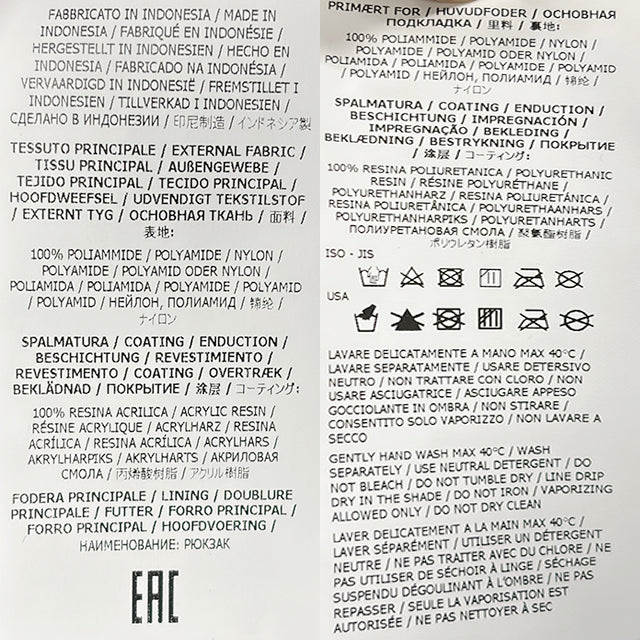 FABBRICATO IN INDONESIA / MADE IN
INDONESIA / FABRIQUÉ EN INDONÉSIE /
HERGESTELLT IN INDONESIEN / HECHO EN
INDONESIA / FABRICADO NA INDONÉSIA /
VERVAARDIGD IN INDONESIË / FREMSTILLET I
INDONESIEN / TILLVERKAD I INDONESIEN /
СДЕЛАНО В ИНДОНЕЗИИ / 印尼制造 / インドネシア製
TESSUTO PRINCIPALE / EXTERNAL FABRIC /
TISSU PRINCIPAL / AUßENGEWEBE /
TEJIDO PRINCIPAL / TECIDO PRINCIPAL /
HOOFDWEEFSEL / UDVENDIGT TEKSTILSTOF
/ EXTERNT TYG / ОСНОВНАЯ ТКАНЬ / 面料 /
表地:
100% POLIAMMIDE / POLYAMIDE / NYLON /
POLYAMIDE / POLYAMID ODER NYLON /
POLIAMIDA / POLIAMIDA / POLYAMIDE / POLYAMID
/ POLYAMID / НЕЙЛОН, ПОЛИАМИД / 锦纶 /
ナイロン
SPALMATURA / COATING / ENDUCTION /
BESCHICHTUNG / REVESTIMIENTO /
REVESTIMENTO / COATING / OVERTRÆK /
BEKLÄDNAD / ПОКРЫТИЕ / 涂层 / コーティング:
100% RESINA ACRILICA / ACRYLIC RESIN /
RÉSINE ACRYLIQUE / ACRYLHARZ / RESINA
ACRÍLICA / RESINA ACRÍLICA / ACRYLHARS /
AKRYLHARPIKS / AKRYLHARTS / АКРИЛОВАЯ
СМОЛА / 丙烯酸树脂 / アクリル樹脂
FODERA PRINCIPALE / LINING / DOUBLURE
PRINCIPALE / FUTTER / FORRO PRINCIPAL /
FORRO PRINCIPAL / HOOFDVOERING /
НАИМЕНОВАНИЕ: РЮКЗАК
EAC
PRIMÆRT FOR / HUVUDFODER / ОСНОВНАЯ
ПОДКЛАДКА / 里料 / 裏地:
100% POLIAMMIDE / POLYAMIDE / NYLON /
POLYAMIDE / POLYAMID ODER NYLON /
POLIAMIDA / POLIAMIDA / POLYAMIDE / POLYAMID
/ POLYAMID / НЕЙЛОН, ПОЛИАМИД / 锦纶 /
ナイロン
SPALMATURA / COATING / ENDUCTION /
BESCHICHTUNG / IMPREGNACIÓN /
IMPREGNAÇÃO / BEKLEDING /
BEKLÆDNING / BESTRYKNING / ПОКРЫТИЕ
/ 涂层 / コーティング:
100% RESINA POLIURETANICA / POLYURETHANIC
RESIN / RÉSINE POLYURÉTHANE /
POLYURETHANHARZ / RESINA POLIURETÁNICA /
RESINA POLIURETÂNICA / POLYURETHAANHARS /
POLYURETHANHARPIKS / POLYURETANHARTS /
ПОЛИУРЕТАНОВАЯ СМОЛА / 聚氨酯树脂 /
ポリウレタン樹脂
ISO - JIS
USA
LAVARE DELICATAMENTE A MANO MAX 40°C /
LAVARE SEPARATAMENTE / USARE DETERSIVO
NEUTRO / NON TRATTARE CON CLORO / NON
USARE ASCIUGATRICE / ASCIUGARE APPESO
GOCCIOLANTE IN OMBRA / NON STIRARE /
CONSENTITO SOLO VAPORIZZO / NON LAVARE A
SECCO
GENTLY HAND WASH MAX 40°C / WASH
SEPARATELY / USE NEUTRAL DETERGENT / DO
NOT BLEACH / DO NOT TUMBLE DRY / LINE DRIP
DRY IN THE SHADE / DO NOT IRON / VAPORIZING
ALLOWED ONLY / DO NOT DRY CLEAN
LAVER DELICATEMENT A LA MAIN MAX 40°C /
LAVER SÉPARÉMENT / UTILISER UN DÉTERGENT
NEUTRE / NE PAS TRAITER AVEC DU CHLORE / NE
PAS UTILISER DE SÉCHOIR À LINGE / SÉCHAGE
SUSPENDU DÉGOULINANT À L'OMBRE / NE PAS
REPASSER / SEULE LA VAPORISATION EST
AUTORISÉE / NE PAS NETTOYER À SEC